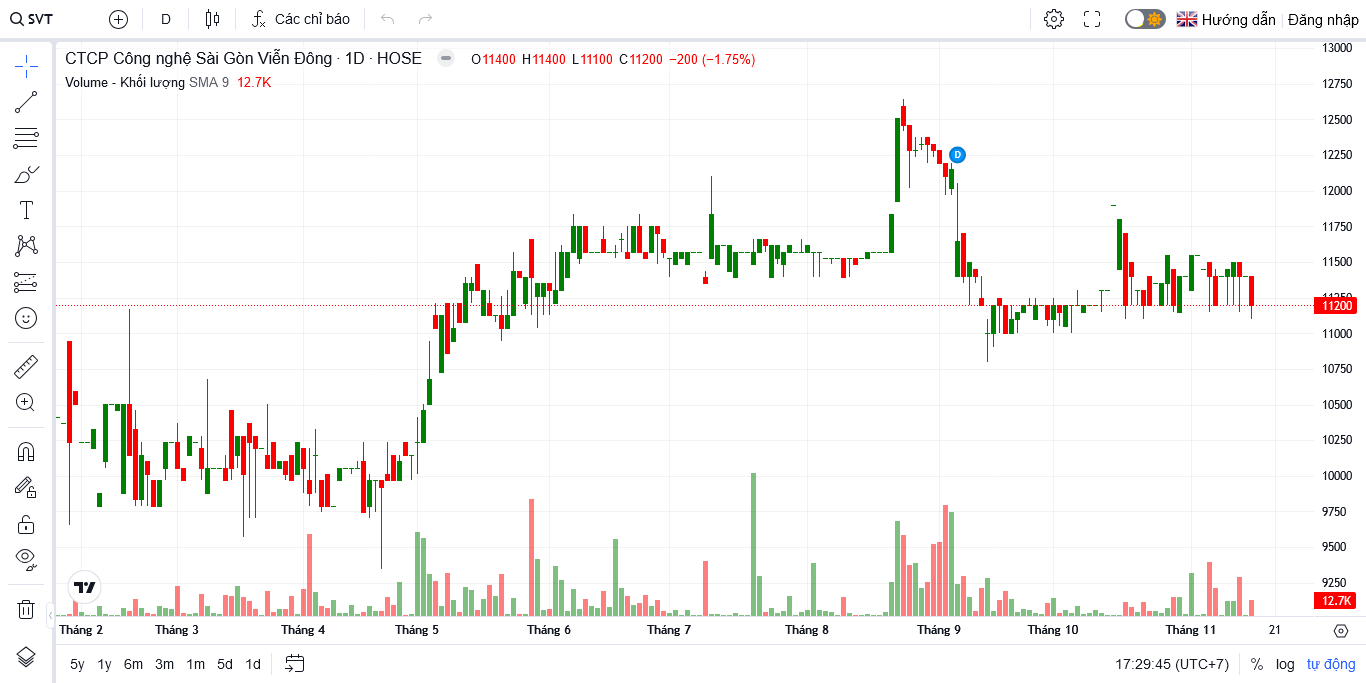 SVT D Các chỉ báo Hướng dẫn Đăng nhập
CTCP Công nghệ Sài Gòn Viễn Đông · 1D · HOSE O11400 H11400 L11100 C11200 −200 (−1.75%)
Volume - Khối lượng SMA 9 12.7K
13000
12750
12500
12250
D
12000
11750
11500
11250
11200
11000
10750
10500
10250
10000
9750
9500
9250
12.7K
Tháng 2 Tháng 3 Tháng 4 Tháng 5 Tháng 6 Tháng 7 Tháng 8 Tháng 9 Tháng 10 Tháng 11 21
5y 1y 6m 3m 1m 5d 1d 17:29:45 (UTC+7) % log tự động